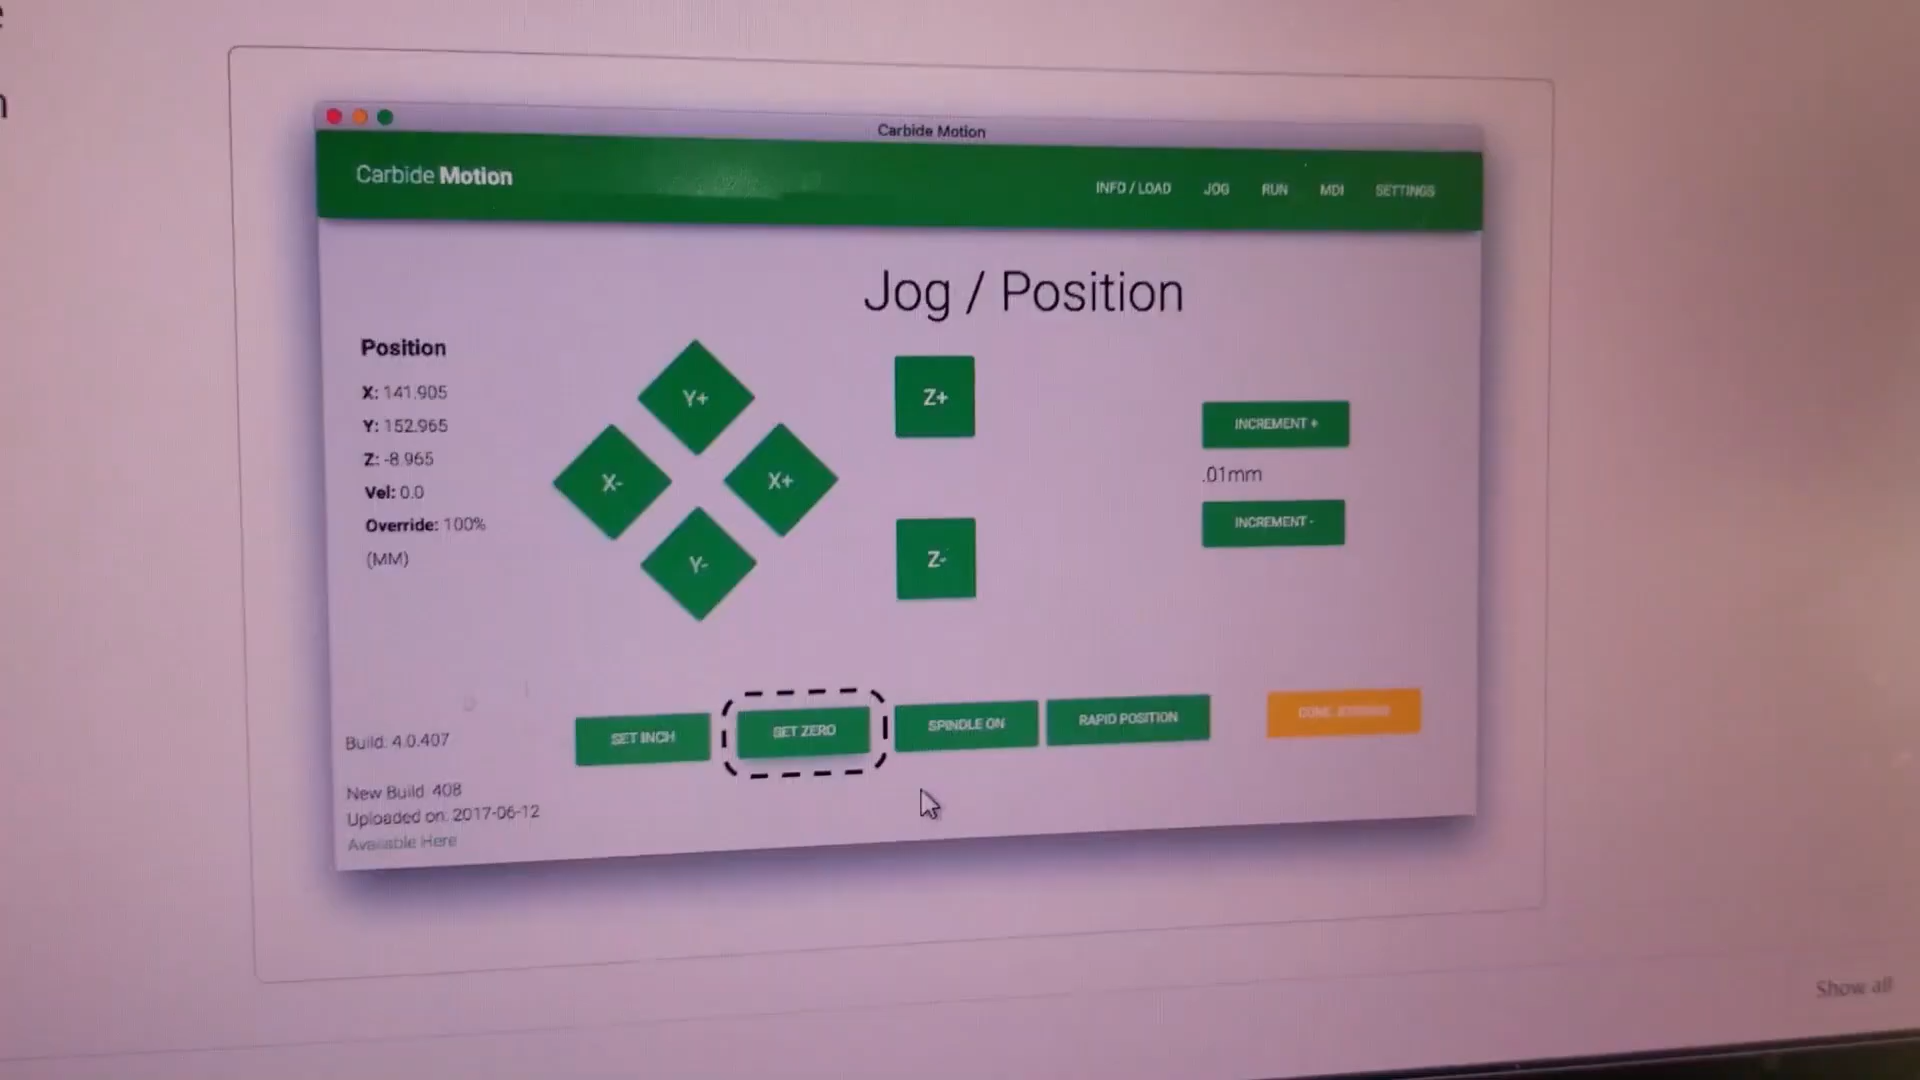 Carbide Motion
Carbide Motion
INFO / LOAD
JOG
RUN
MDI
SETTINGS
Jog / Position
Position
X: 141.905
Y: 152.965
Z: -8.965
Vel: 0.0
Override: 100%
(MM)
Y+
X-
X+
Y-
Z+
Z-
INCREMENT +
.01mm
INCREMENT -
SET INCH
SET ZERO
SPINDLE ON
RAPID POSITION
Build: 4.0.407
New Build: 408
Uploaded on: 2017-06-12
Available Here
Show all